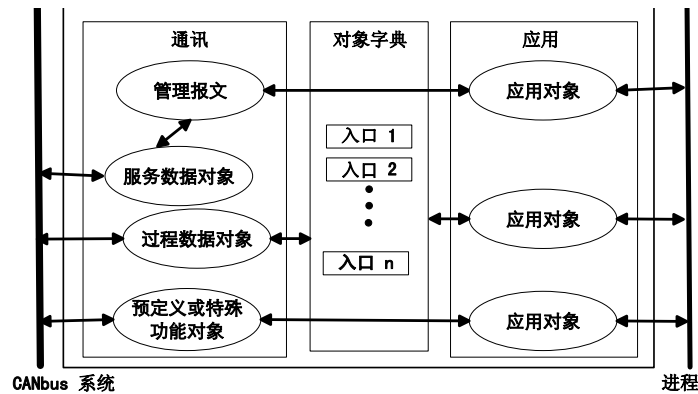 通讯
对象字典
应用
管理报文
应用对象
入口 1
入口 2
服务数据对象
过程数据对象
应用对象
入口 n
预定义或特殊
功能对象
应用对象
CANbus 系统
进程